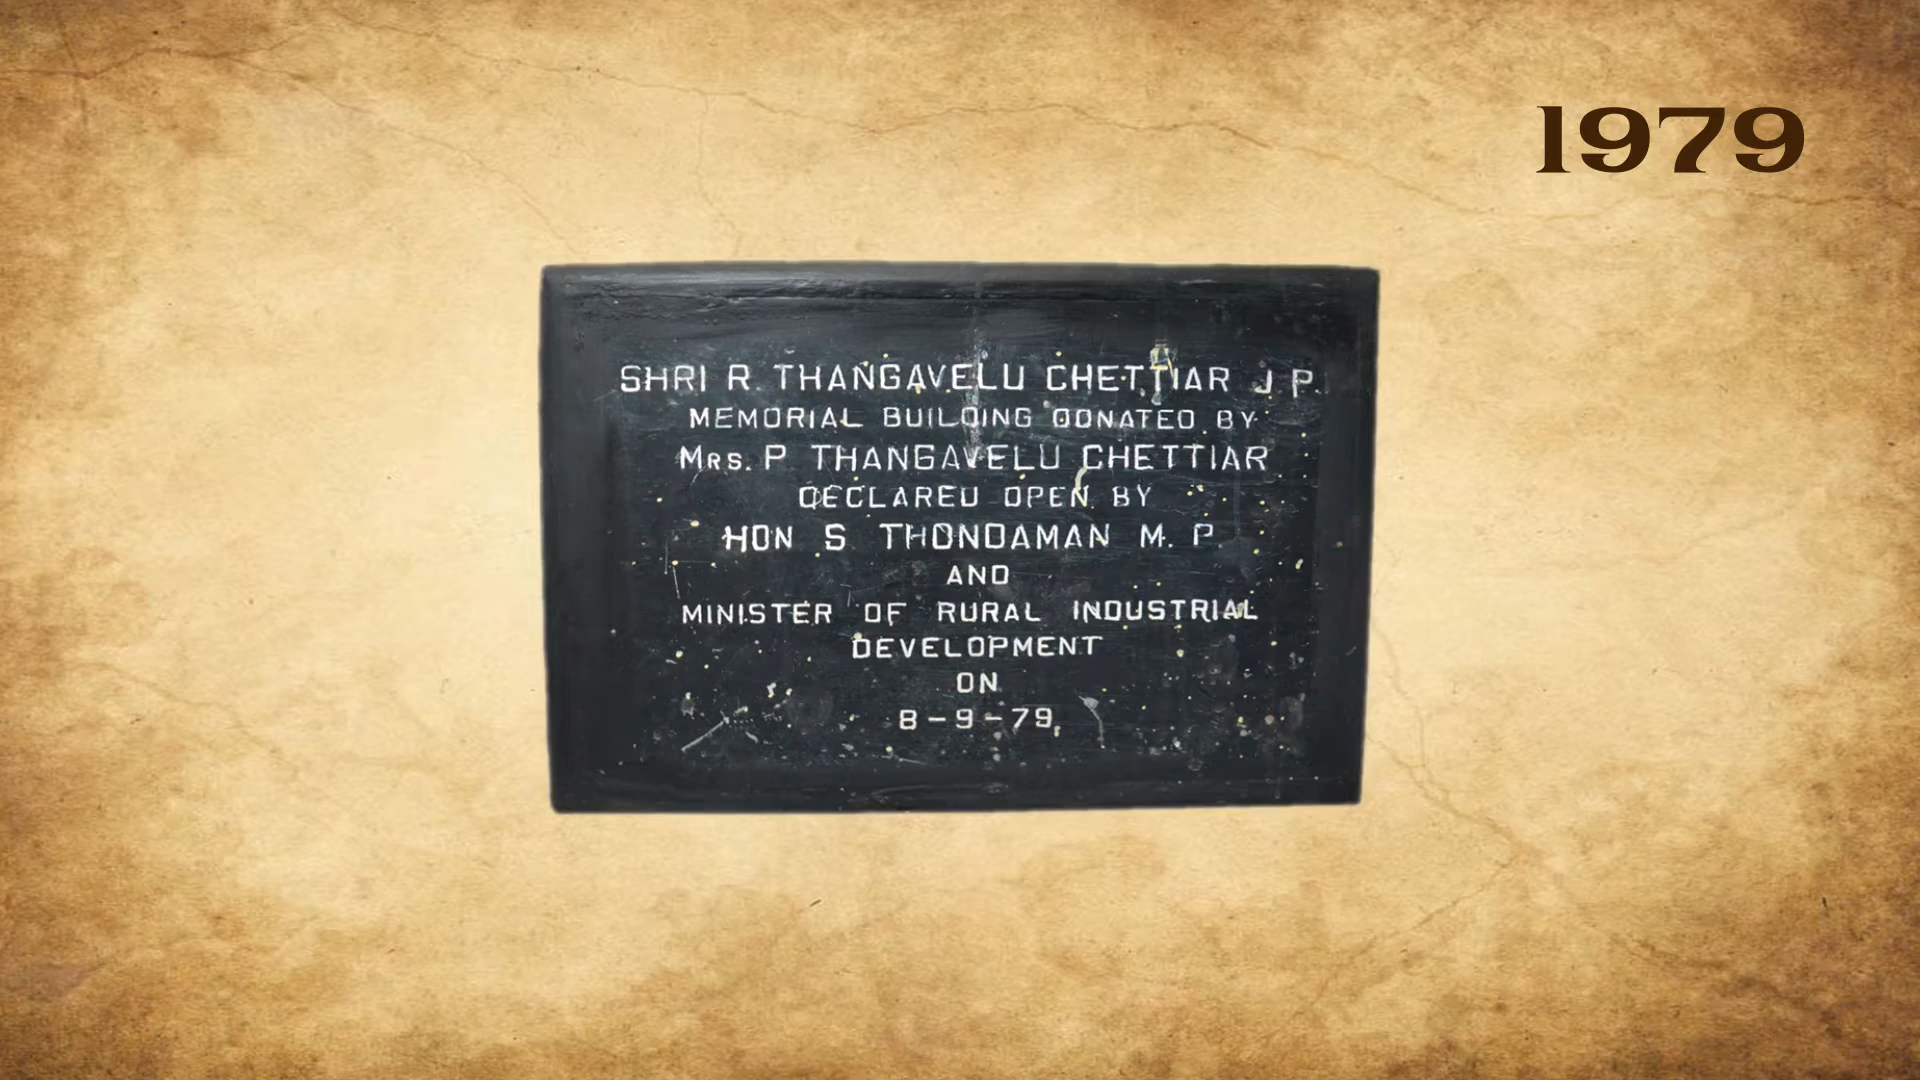 1979
SHRI R. THANGAVELU CHETTIAR J P.
MEMORIAL BUILDING DONATED BY
Mrs. P THANGAVELU CHETTIAR
DECLARED OPEN BY
HON S THONDAMAN M. P.
AND
MINISTER OF RURAL INDUSTRIAL
DEVELOPMENT
ON
8-9-79